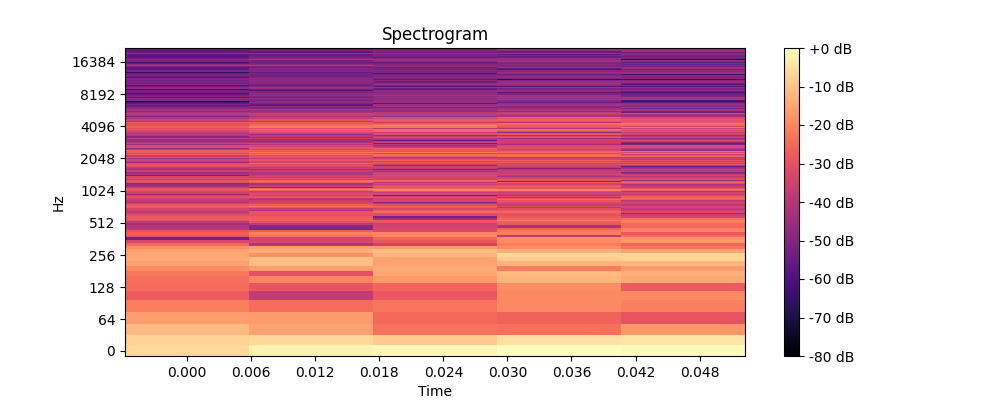 Spectrogram
Hz
16384
8192
4096
2048
1024
512
256
128
64
0
0.000 0.006 0.012 0.018 0.024 0.030 0.036 0.042 0.048
Time
+0 dB
-10 dB
-20 dB
-30 dB
-40 dB
-50 dB
-60 dB
-70 dB
-80 dB